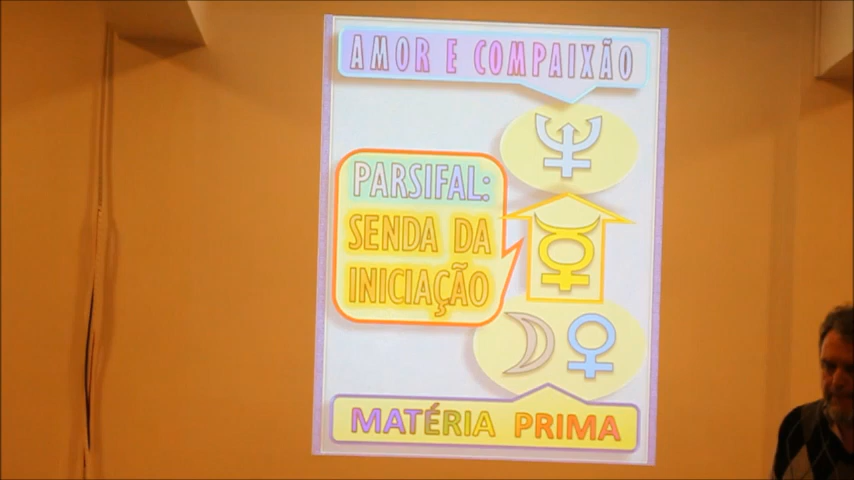 AMOR E COMPAIXÃO
PARSIFAL:
SENDA DA
INICIAÇÃO
MATÉRIA PRIMA